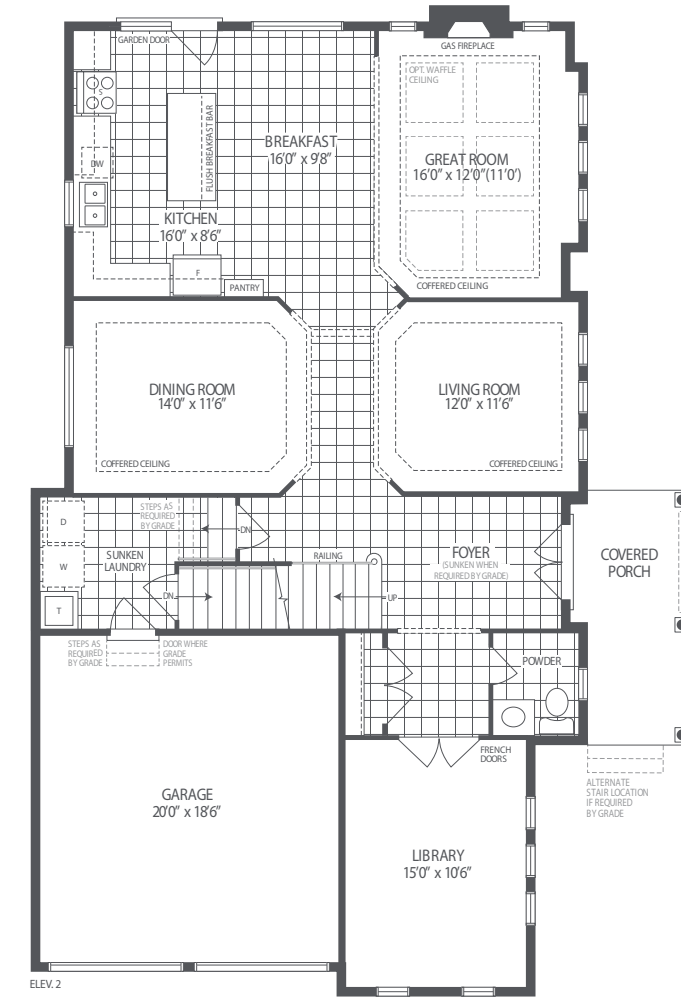 GARDEN DOOR
GAS FIREPLACE
OPT. WAFFLE
CEILING
S
DW
FLUSH BREAKFAST BAR
BREAKFAST
16'0" x 9'8"
GREAT ROOM
16'0" x 12'0"(11'0')
KITCHEN
16'0" x 8'6"
F
PANTRY
COFFERED CEILING
DINING ROOM
14'0" x 11'6"
LIVING ROOM
12'0" x 11'6"
COFFERED CEILING
COFFERED CEILING
D
STEPS AS
REQUIRED
BY GRADE
DN
W
SUNKEN
LAUNDRY
RAILING
FOYER
(SUNKEN WHEN
REQUIRED BY GRADE)
COVERED
PORCH
T
DN
UP
STEPS AS
REQUIRED
BY GRADE
DOOR WHERE
GRADE
PERMITS
POWDER
FRENCH
DOORS
ALTERNATE
STAIR LOCATION
IF REQUIRED
BY GRADE
GARAGE
20'0" x 18'6"
LIBRARY
15'0" x 10'6"
ELEV. 2